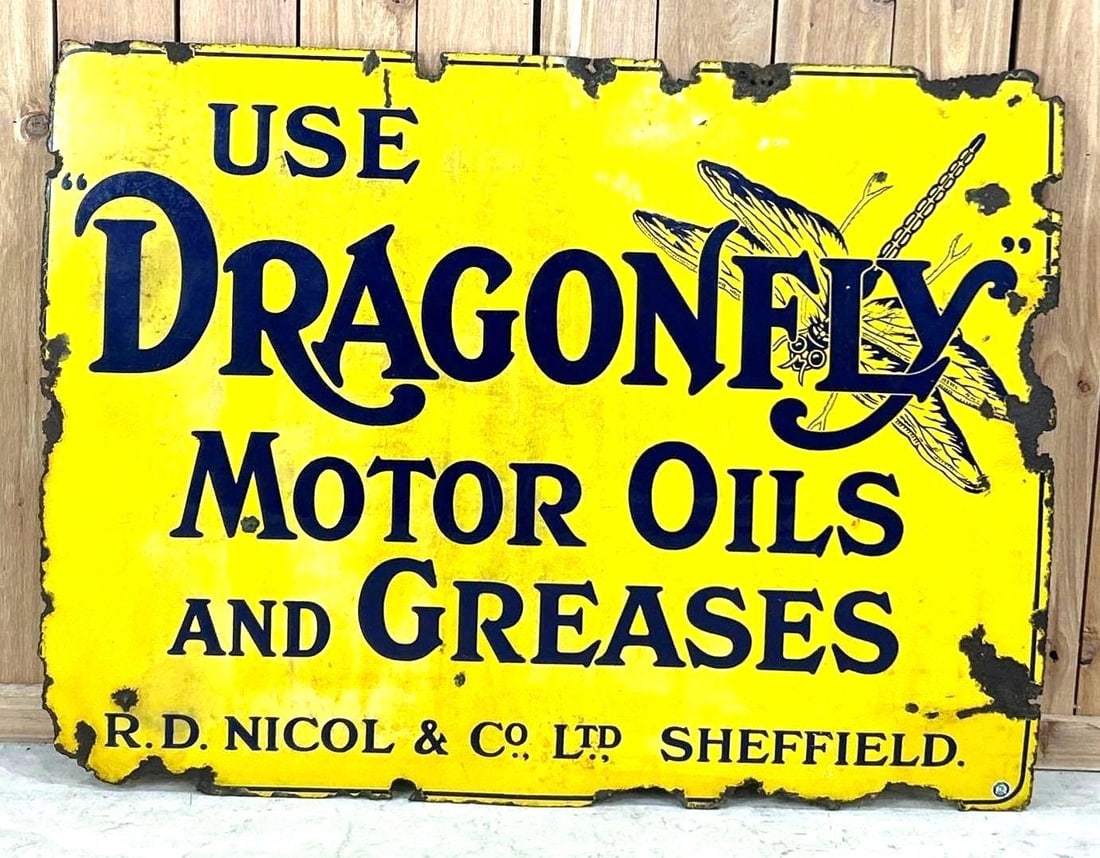 USE
“DRAGONFLY”
MOTOR OILS
AND GREASES
R.D. NICOL & Co., LTD., SHEFFIELD.